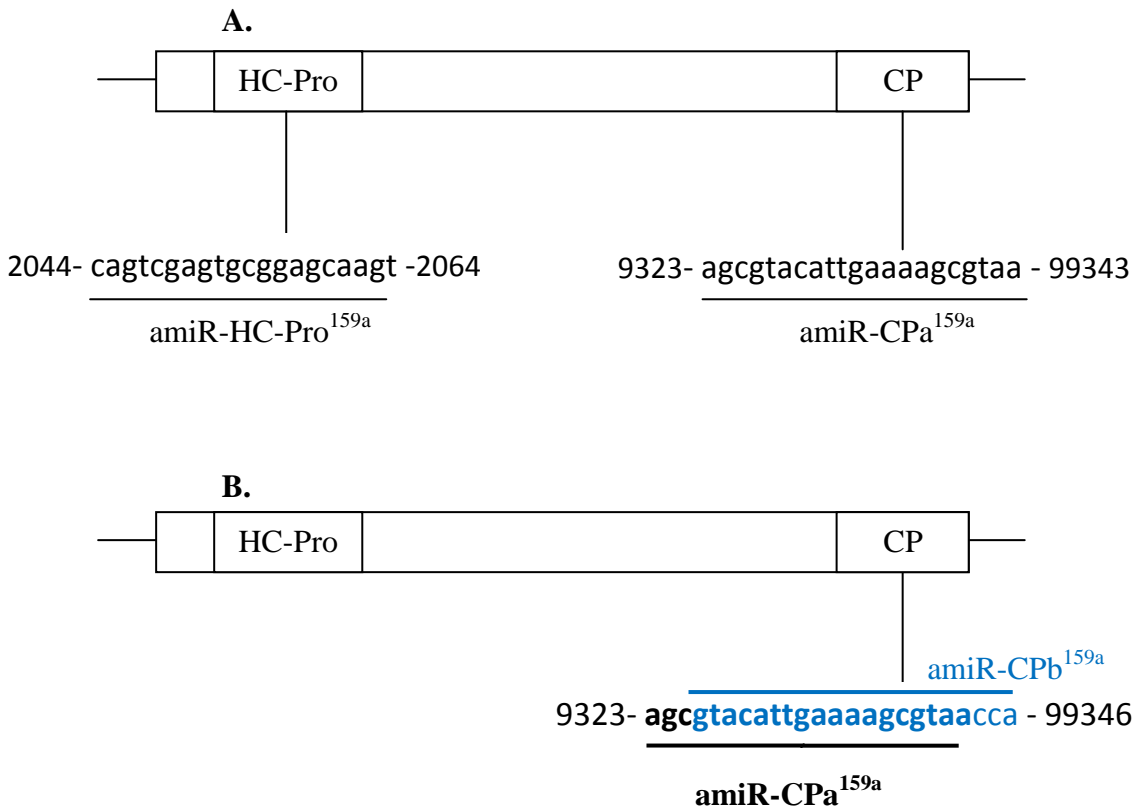 A.
HC-Pro CP
2044- cagtcgagtgcggagcaagt -2064 9323- agcgtacattgaaaagcgtaa - 99343
amiR-HC-Pro159a amiR-CPa159a
B.
HC-Pro CP
amiR-CPb159a
9323- agcgtacattgaaaagcgtaacca - 99346
amiR-CPa159a